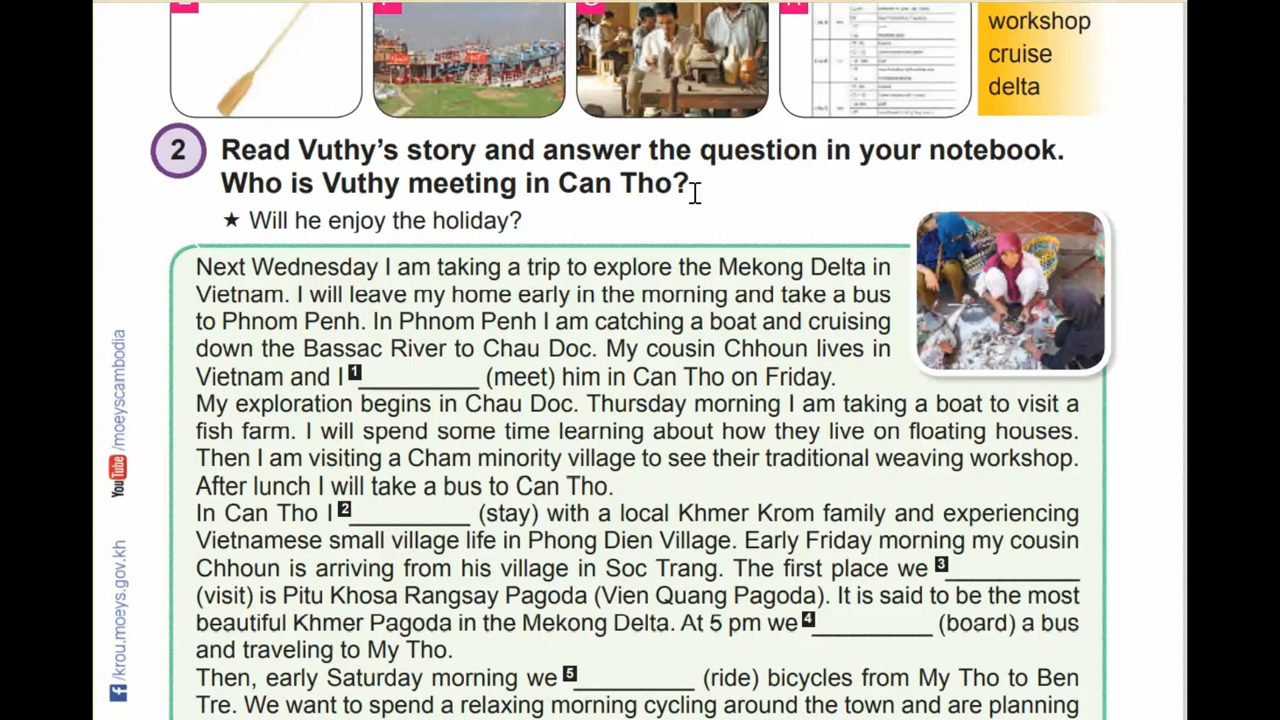 workshop
cruise
delta
2
Read Vuthy's story and answer the question in your notebook.
Who is Vuthy meeting in Can Tho?
★ Will he enjoy the holiday?
Next Wednesday I am taking a trip to explore the Mekong Delta in
Vietnam. I will leave my home early in the morning and take a bus
to Phnom Penh. In Phnom Penh I am catching a boat and cruising
down the Bassac River to Chau Doc. My cousin Chhoun lives in
Vietnam and I 1 __________ (meet) him in Can Tho on Friday.
My exploration begins in Chau Doc. Thursday morning I am taking a boat to visit a
fish farm. I will spend some time learning about how they live on floating houses.
Then I am visiting a Cham minority village to see their traditional weaving workshop.
After lunch I will take a bus to Can Tho.
In Can Tho I 2 __________ (stay) with a local Khmer Krom family and experiencing
Vietnamese small village life in Phong Dien Village. Early Friday morning my cousin
Chhoun is arriving from his village in Soc Trang. The first place we 3 ___________
(visit) is Pitu Khosa Rangsay Pagoda (Vien Quang Pagoda). It is said to be the most
beautiful Khmer Pagoda in the Mekong Delta. At 5 pm we 4 __________ (board) a bus
and traveling to My Tho.
Then, early Saturday morning we 5 __________ (ride) bicycles from My Tho to Ben
Tre. We want to spend a relaxing morning cycling around the town and are planning
YouTube /moeyscambodia
f /krou.moeys.gov.kh